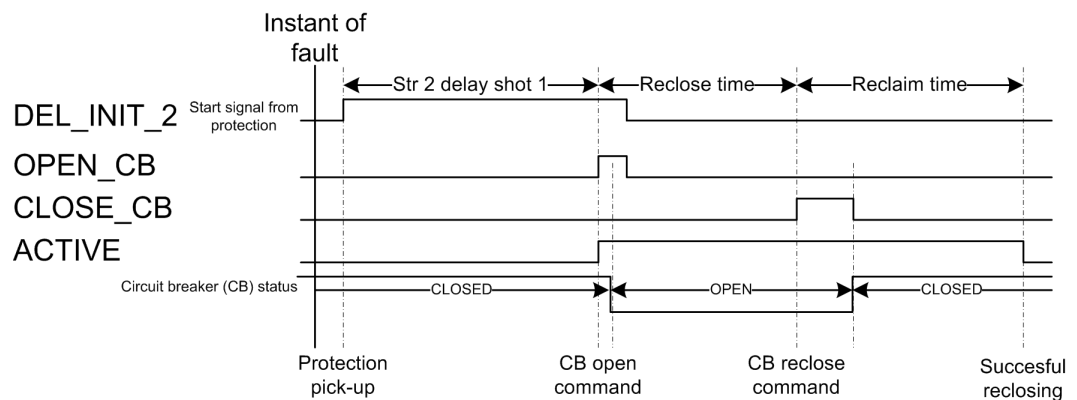 Instant of
fault
Str 2 delay shot 1
Reclose time
Reclaim time
DEL_INIT_2
Start signal from
protection
OPEN_CB
CLOSE_CB
ACTIVE
Circuit breaker (CB) status
CLOSED
OPEN
CLOSED
Protection
pick-up
CB open
command
CB reclose
command
Succesful
reclosing